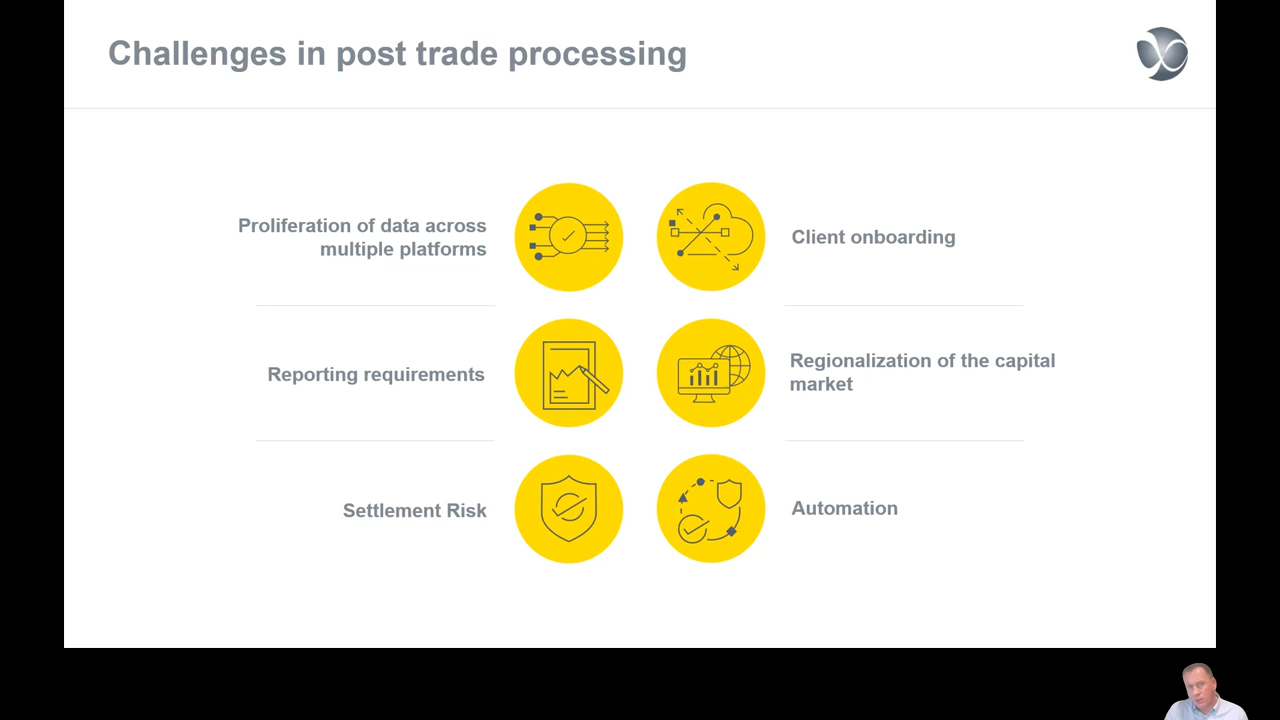 Challenges in post trade processing
Proliferation of data across
multiple platforms
Client onboarding
Reporting requirements
Regionalization of the capital
market
Settlement Risk
Automation